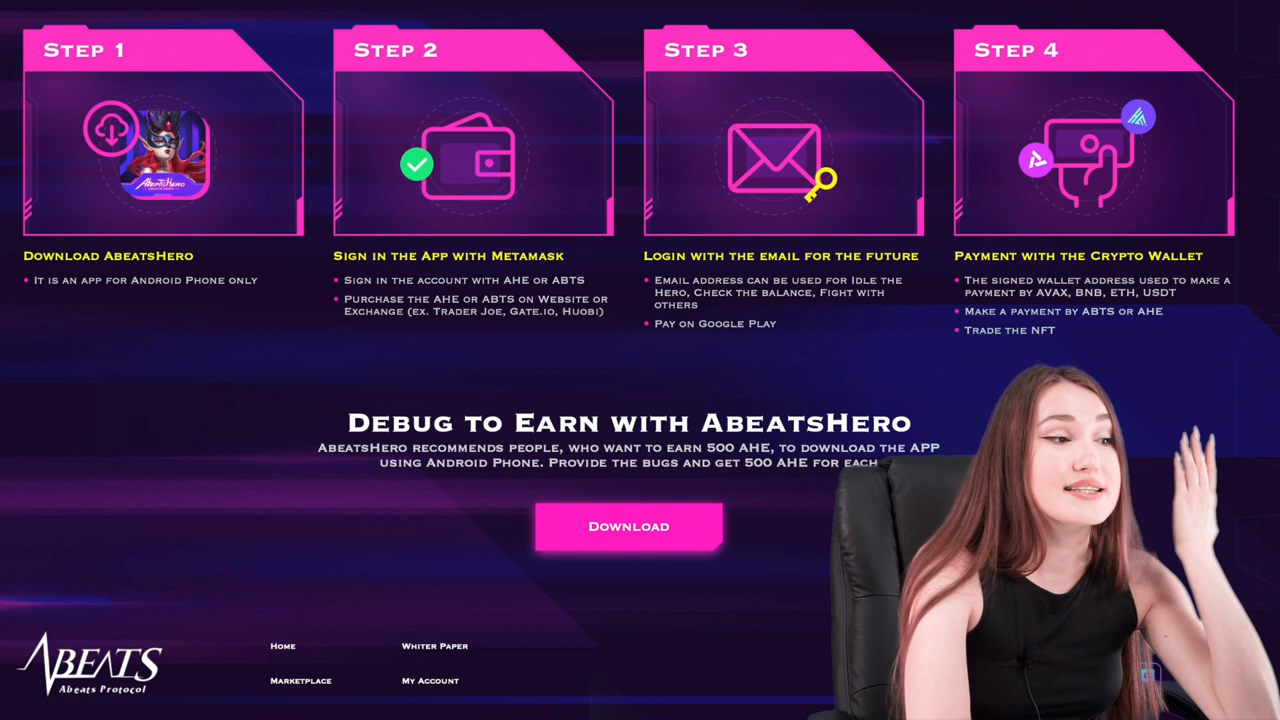 Step 1
Step 2
Step 3
Step 4
AbeatsHero
Download AbeatsHero
It is an app for Android Phone only
Sign in the App with Metamask
Sign in the account with AHE or ABTS
Purchase the AHE or ABTS on Website or
Exchange (ex. Trader Joe, Gate.io, Huobi)
Login with the email for the future
Email address can be used for Idle the
Hero, Check the balance, Fight with
others
Pay on Google Play
Payment with the Crypto Wallet
The signed wallet address used to make a
payment by AVAX, BNB, ETH, USDT
Make a payment by ABTS or AHE
Trade the NFT
Debug to Earn with AbeatsHero
AbeatsHero recommends people, who want to earn 500 AHE, to download the APP
using Android Phone. Provide the bugs and get 500 AHE for each
Download
Abeats
Abeats Protocol
Home
Whiter Paper
Marketplace
My Account